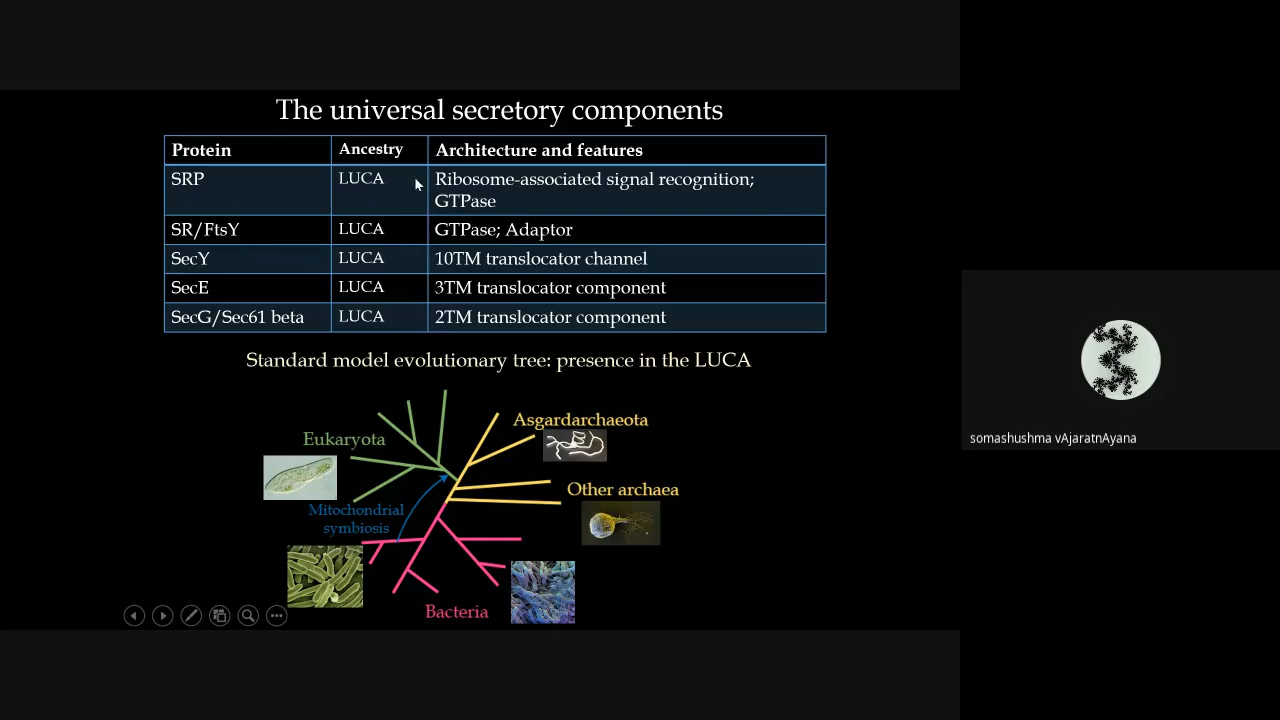 The universal secretory components
Protein Ancestry Architecture and features
SRP LUCA Ribosome-associated signal recognition;
GTPase
SR/FtsY LUCA GTPase; Adaptor
SecY LUCA 10TM translocator channel
SecE LUCA 3TM translocator component
SecG/Sec61 beta LUCA 2TM translocator component
Standard model evolutionary tree: presence in the LUCA
Asgardarchaeota
Eukaryota
Other archaea
Mitochondrial
symbiosis
Bacteria
somashushma vAjaratnAyana